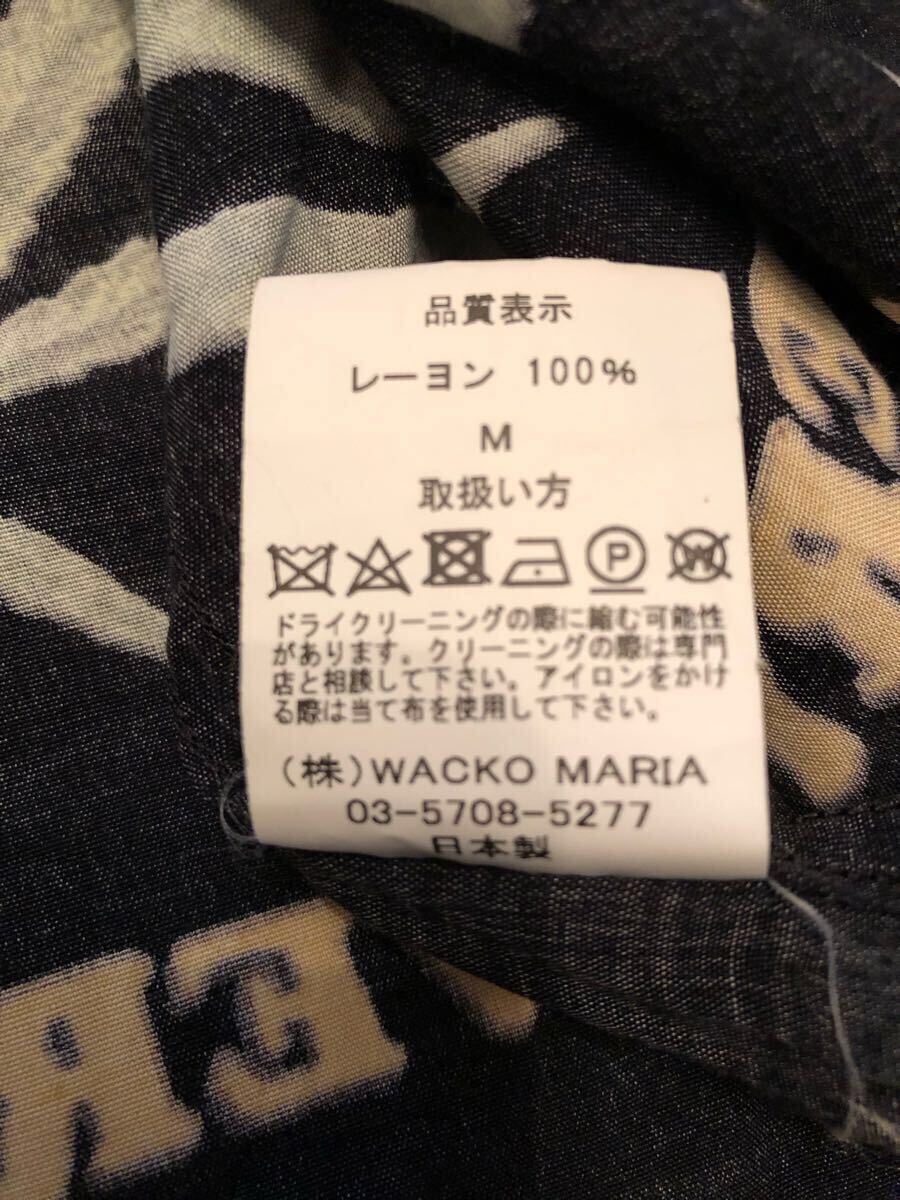 品質表示
レーヨン 100%
M
取扱い方
P
W
ドライクリーニングの際に縮む可能性
があります。クリーニングの際は専門
店と相談して下さい。アイロンをかけ
る際は当て布を使用して下さい。
(株)WACKO MARIA
03-5708-5277
日本製